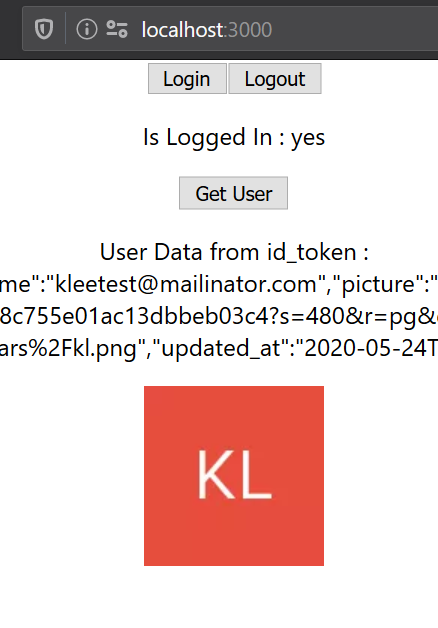 localhost:3000
Login Logout
Is Logged In : yes
Get User
User Data from id_token :
me":"kleetest@mailinator.com","picture":"
8c755e01ac13dbbeb03c4?s=480&r=pg&
ars%2Fkl.png","updated_at":"2020-05-24T
KL